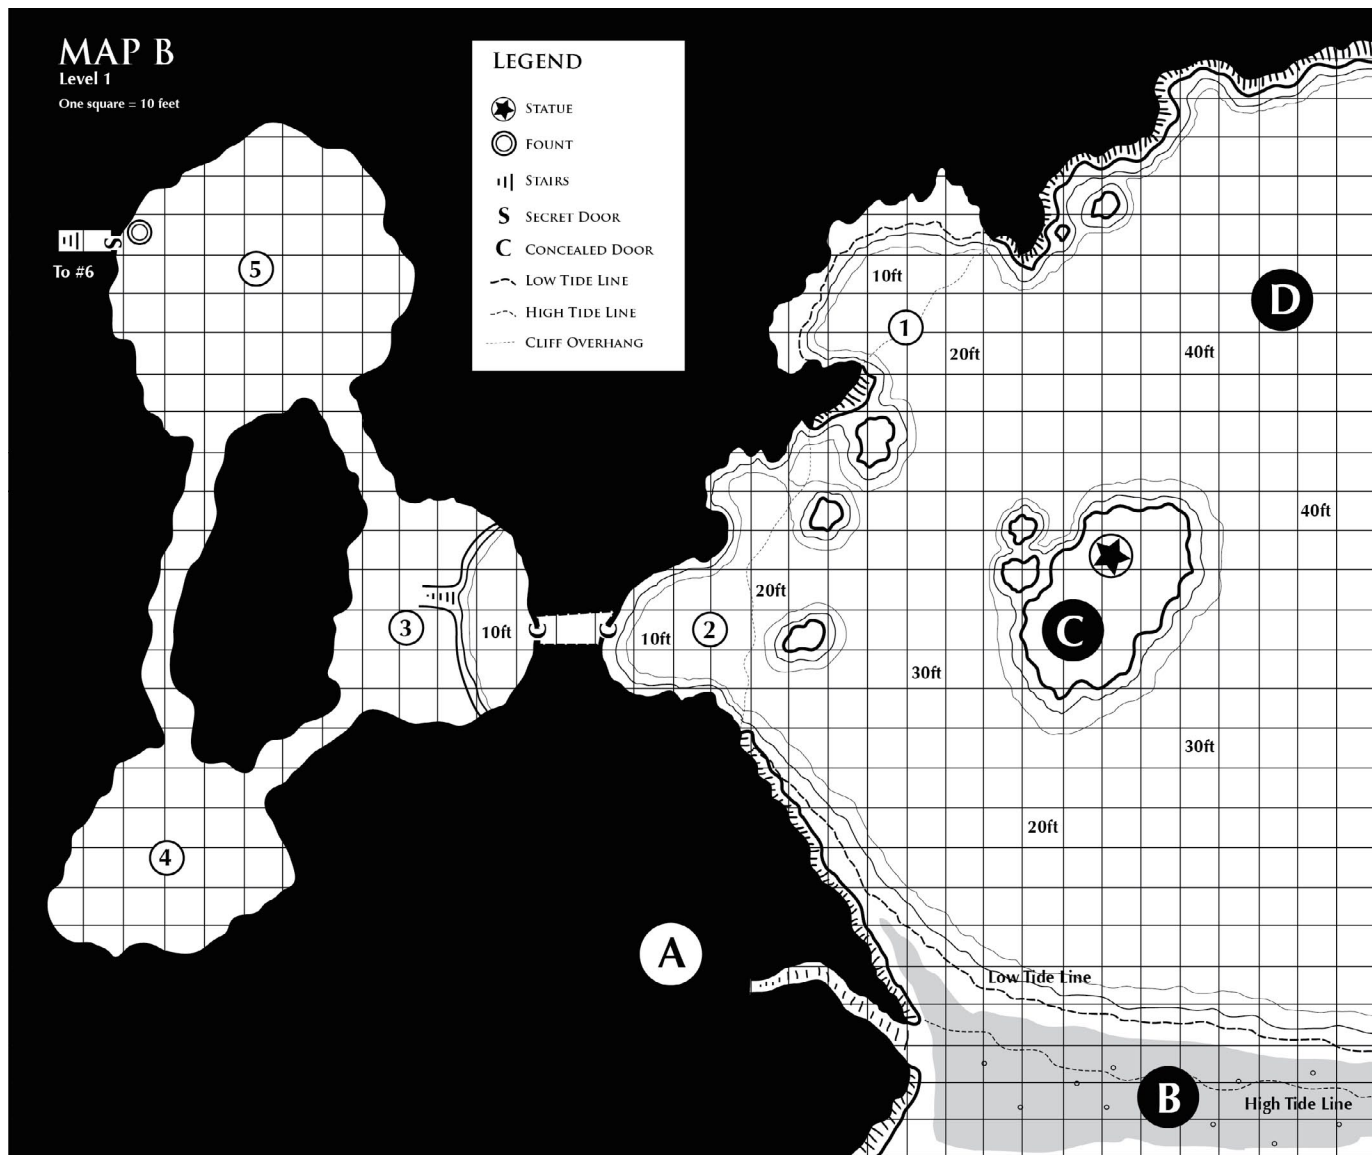 MAP B
Level 1
One square = 10 feet
LEGEND
STATUE
FOUNT
STAIRS
S SECRET DOOR
C CONCEALED DOOR
LOW TIDE LINE
HIGH TIDE LINE
CLIFF OVERHANG
S
To #6
5
10ft
1
20ft
40ft
D
40ft
20ft
3
10ft
C
C
10ft
2
C
30ft
30ft
20ft
4
A
Low Tide Line
B
High Tide Line